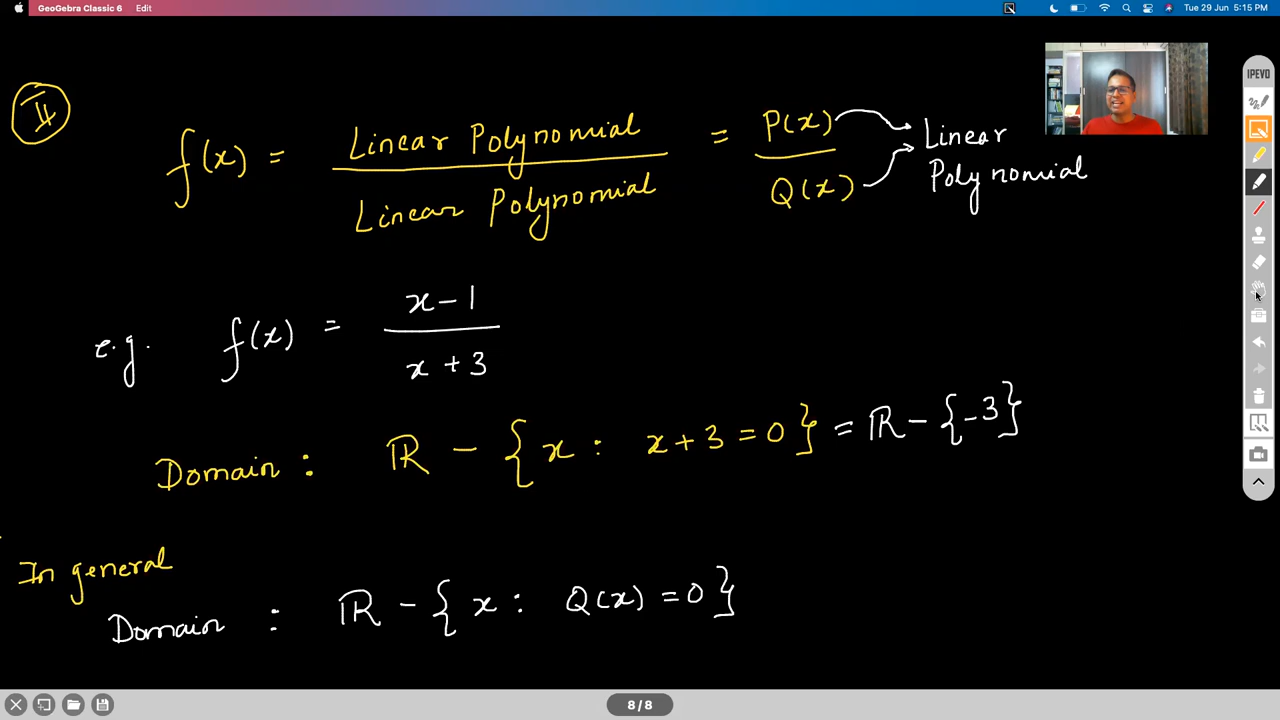 GeoGebra Classic 6 Edit Tue 29 Jun 5:15 PM
IPEVO
II
f(x) = Linear Polynomial / Linear Polynomial = P(x) / Q(x)
Linear
Polynomial
e.g. f(x) = x-1 / x+3
Domain : ℝ - {x : x+3=0} = ℝ-{-3}
In general
Domain : ℝ - {x : Q(x)=0}
8/8